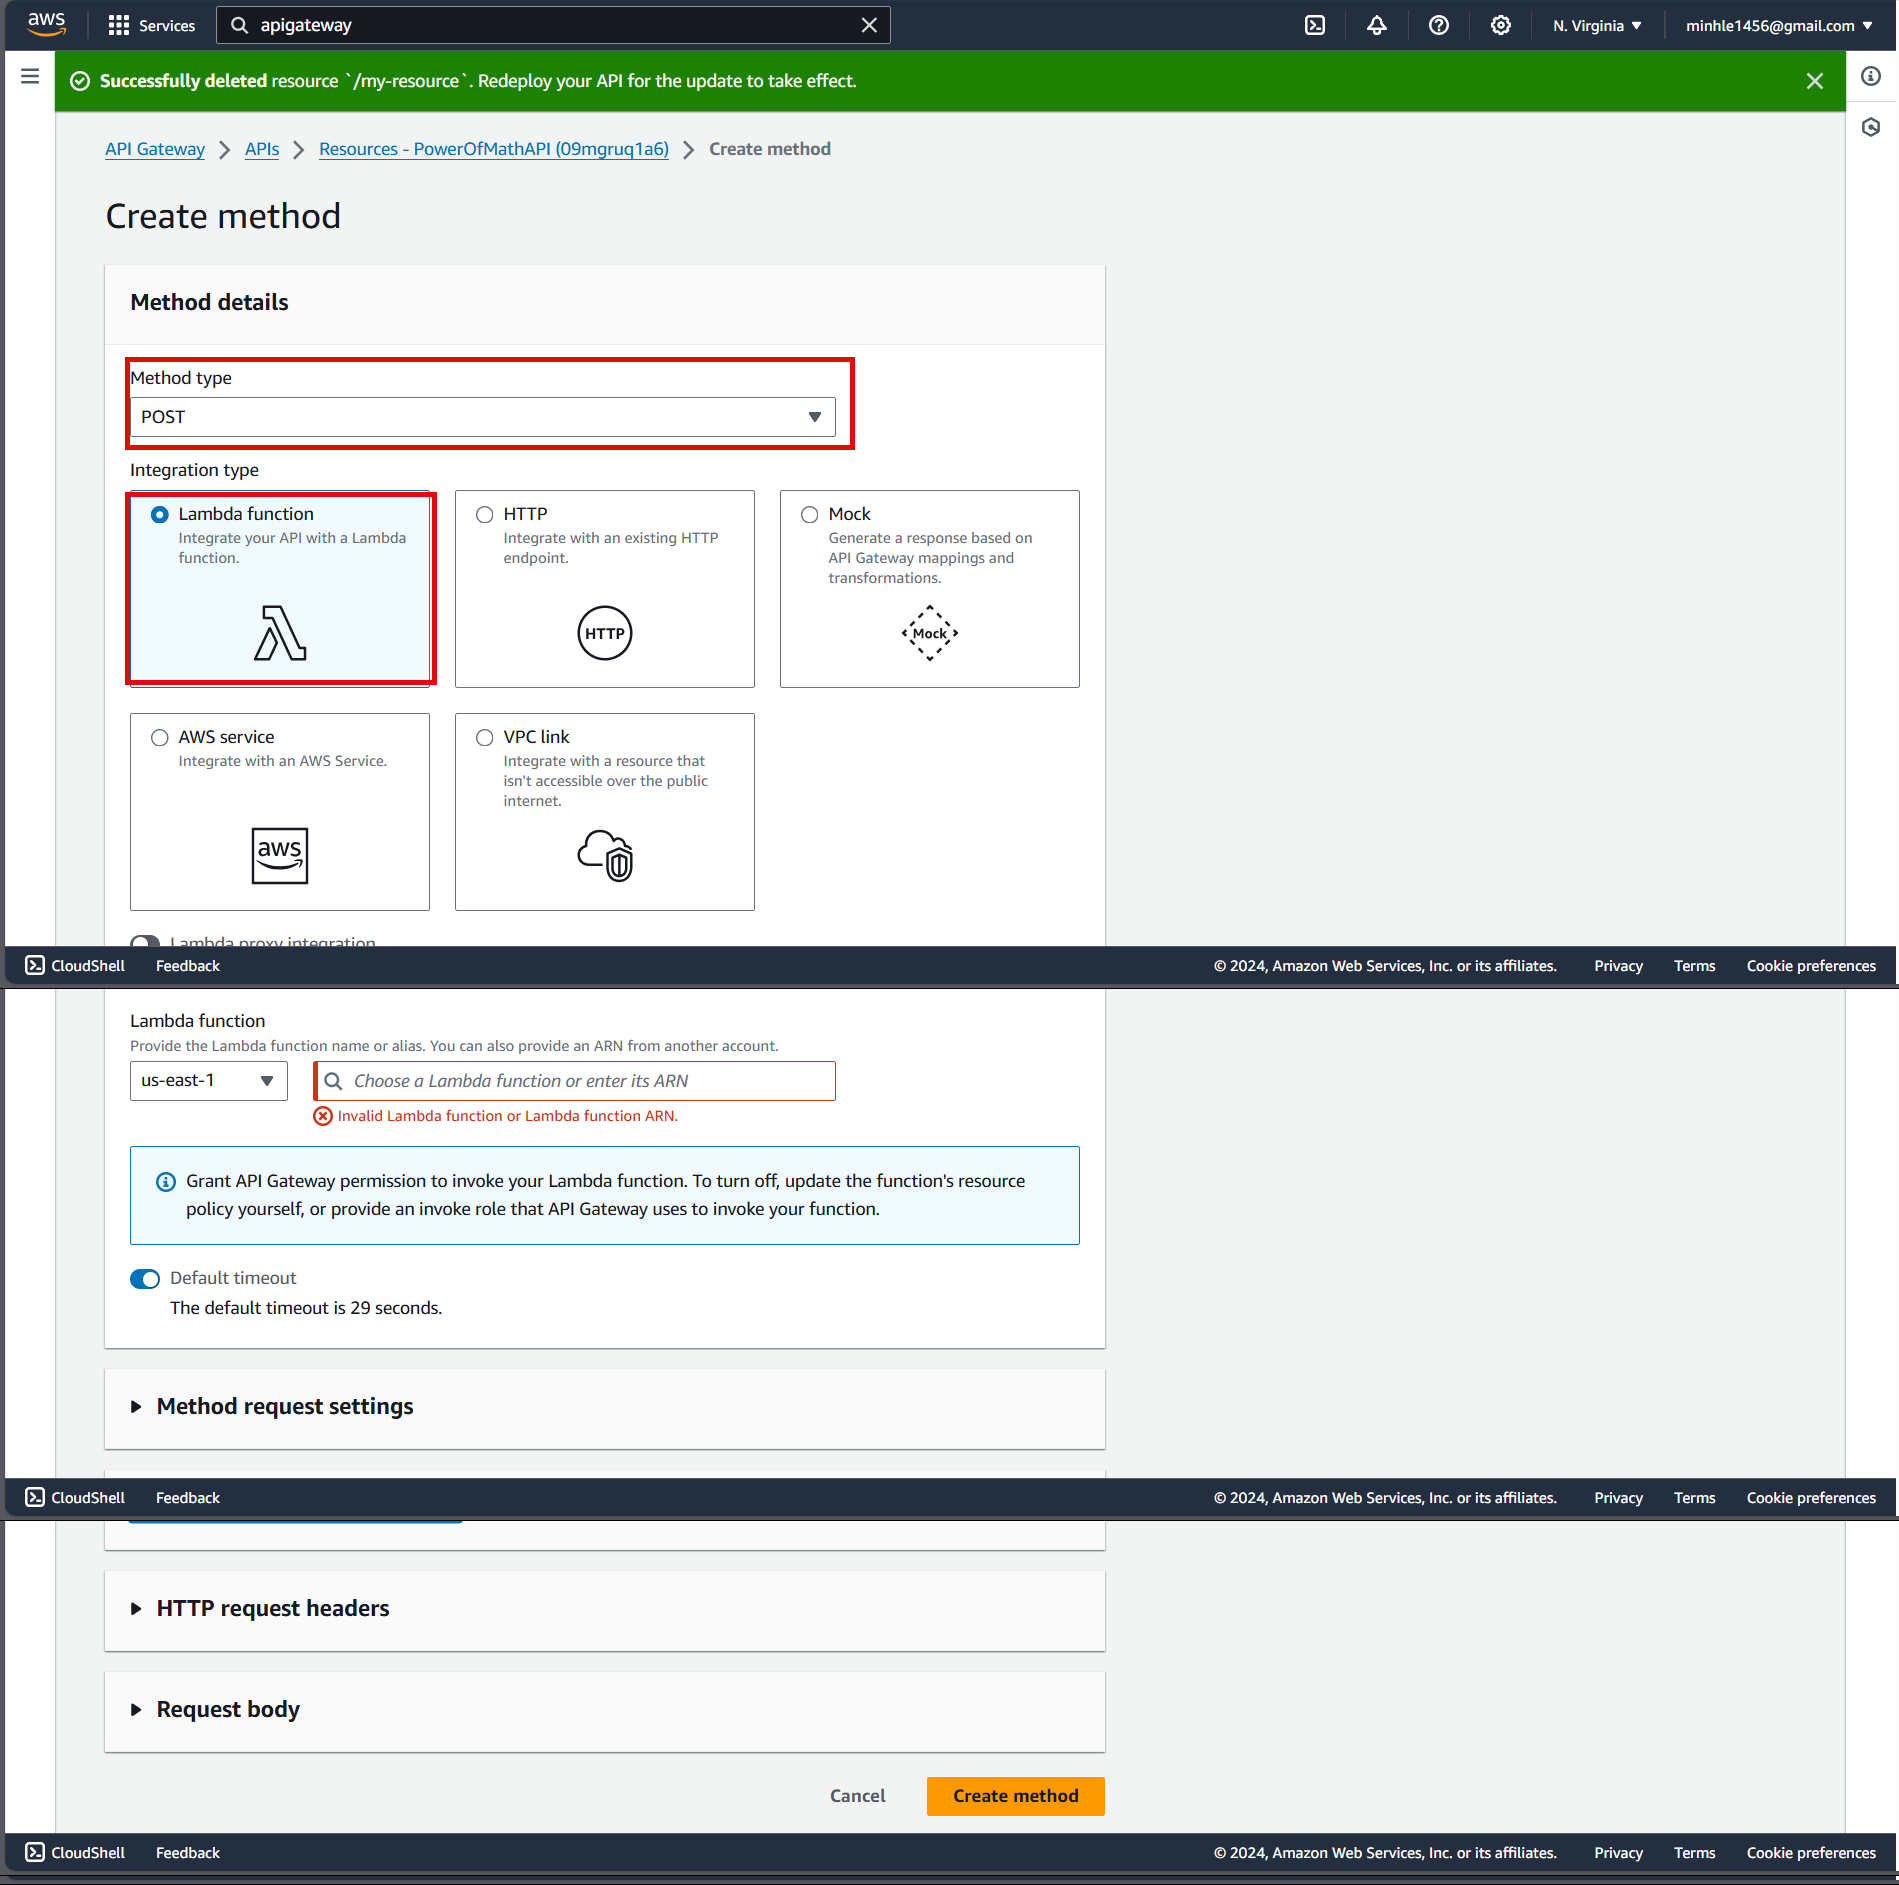 aws
Services
apigateway
N. Virginia
minhle1456@gmail.com
Successfully deleted resource `/my-resource`. Redeploy your API for the update to take effect.
API Gateway
APIs
Resources - PowerOfMathAPI (09mgruq1a6)
Create method
Create method
Method details
Method type
POST
Integration type
Lambda function
Integrate your API with a Lambda
function.
HTTP
Integrate with an existing HTTP
endpoint.
HTTP
Mock
Generate a response based on
API Gateway mappings and
transformations.
Mock
AWS service
Integrate with an AWS Service.
aws
VPC link
Integrate with a resource that
isn't accessible over the public
internet.
Lambda proxy integration
CloudShell
Feedback
© 2024, Amazon Web Services, Inc. or its affiliates.
Privacy
Terms
Cookie preferences
Lambda function
Provide the Lambda function name or alias. You can also provide an ARN from another account.
us-east-1
Choose a Lambda function or enter its ARN
Invalid Lambda function or Lambda function ARN.
Grant API Gateway permission to invoke your Lambda function. To turn off, update the function's resource
policy yourself, or provide an invoke role that API Gateway uses to invoke your function.
Default timeout
The default timeout is 29 seconds.
Method request settings
CloudShell
Feedback
© 2024, Amazon Web Services, Inc. or its affiliates.
Privacy
Terms
Cookie preferences
HTTP request headers
Request body
Cancel
Create method
CloudShell
Feedback
© 2024, Amazon Web Services, Inc. or its affiliates.
Privacy
Terms
Cookie preferences